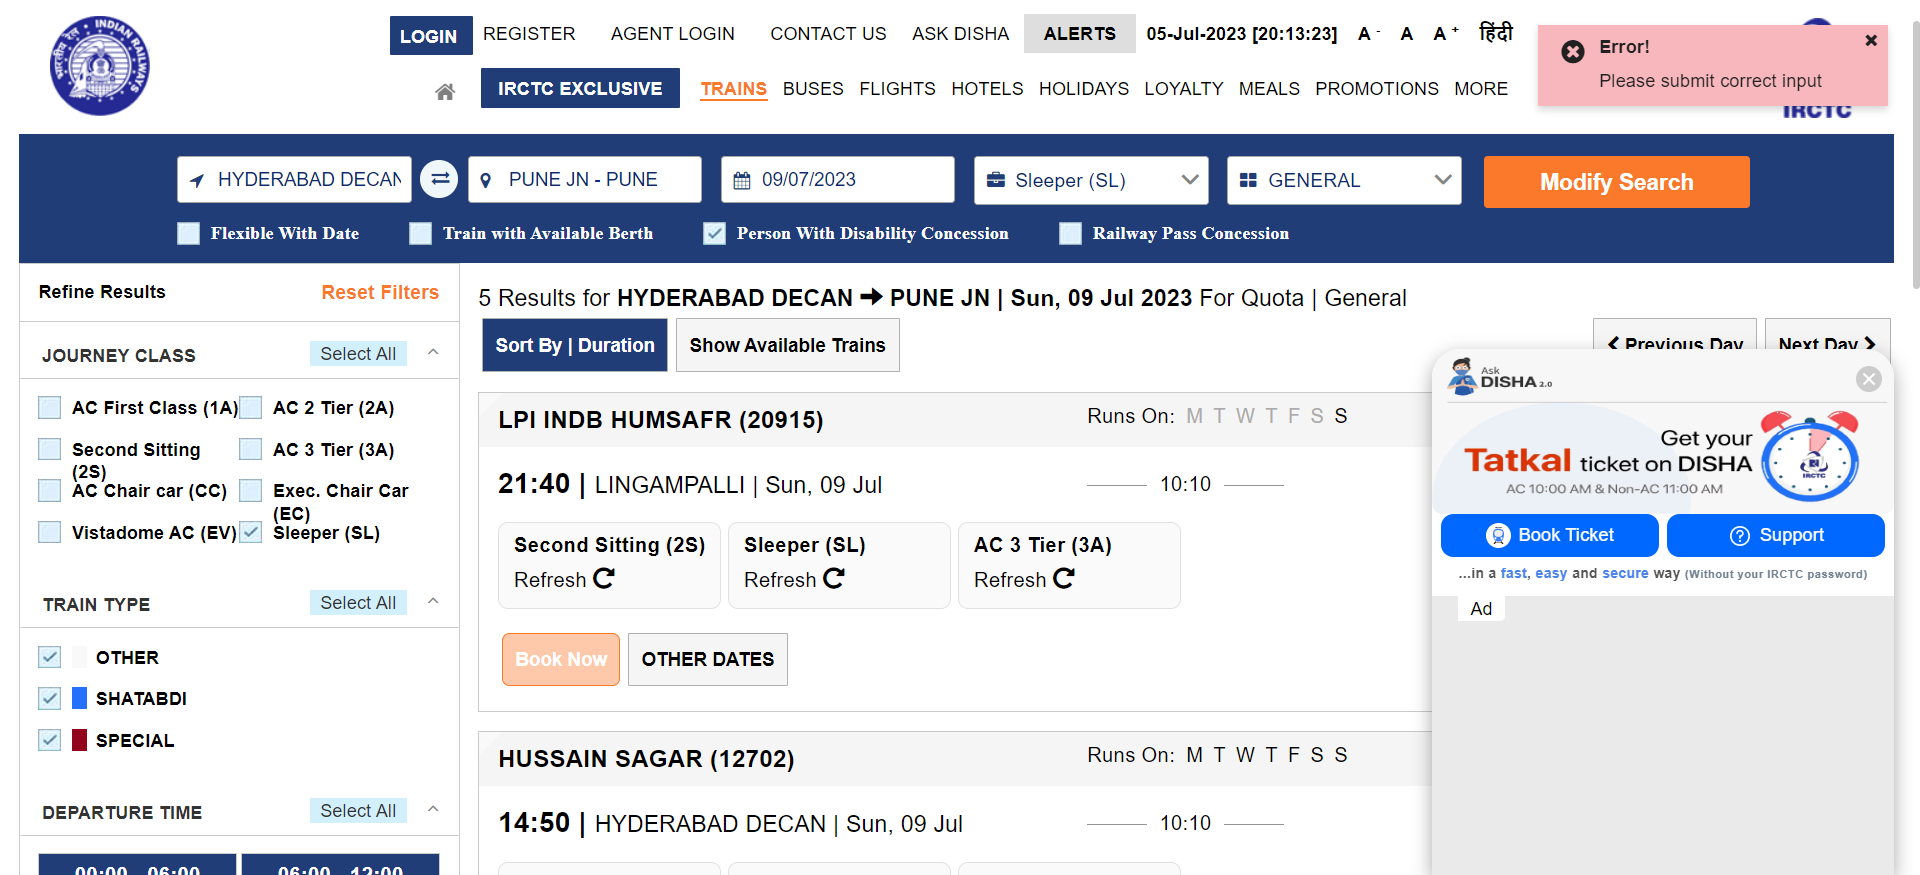 LOGIN REGISTER AGENT LOGIN CONTACT US ASK DISHA ALERTS 05-Jul-2023 [20:13:23] A - A A + हिंदी
Error!
Please submit correct input
IRCTC EXCLUSIVE TRAINS BUSES FLIGHTS HOTELS HOLIDAYS LOYALTY MEALS PROMOTIONS MORE
IRCTC
HYDERABAD DECAN PUNE JN - PUNE 09/07/2023 Sleeper (SL) GENERAL Modify Search
Flexible With Date Train with Available Berth Person With Disability Concession Railway Pass Concession
Refine Results Reset Filters
JOURNEY CLASS Select All
AC First Class (1A) AC 2 Tier (2A)
Second Sitting (2S) AC 3 Tier (3A)
AC Chair car (CC) Exec. Chair Car (EC)
Vistadome AC (EV) Sleeper (SL)
TRAIN TYPE Select All
OTHER
SHATABDI
SPECIAL
DEPARTURE TIME Select All
00:00 - 06:00 06:00 - 12:00
5 Results for HYDERABAD DECAN PUNE JN | Sun, 09 Jul 2023 For Quota | General
Sort By | Duration Show Available Trains Previous Day Next Day
LPI INDB HUMSAFR (20915) Runs On: M T W T F S S
21:40 | LINGAMPALLI | Sun, 09 Jul 10:10
Second Sitting (2S) Sleeper (SL) AC 3 Tier (3A)
Refresh Refresh Refresh
Book Now OTHER DATES
HUSSAIN SAGAR (12702) Runs On: M T W T F S S
14:50 | HYDERABAD DECAN | Sun, 09 Jul 10:10
Ask
DISHA 2.0
Get your
Tatkal ticket on DISHA
AC 10:00 AM & Non-AC 11:00 AM
IRCTC
Book Ticket Support
...in a fast, easy and secure way (Without your IRCTC password)
Ad